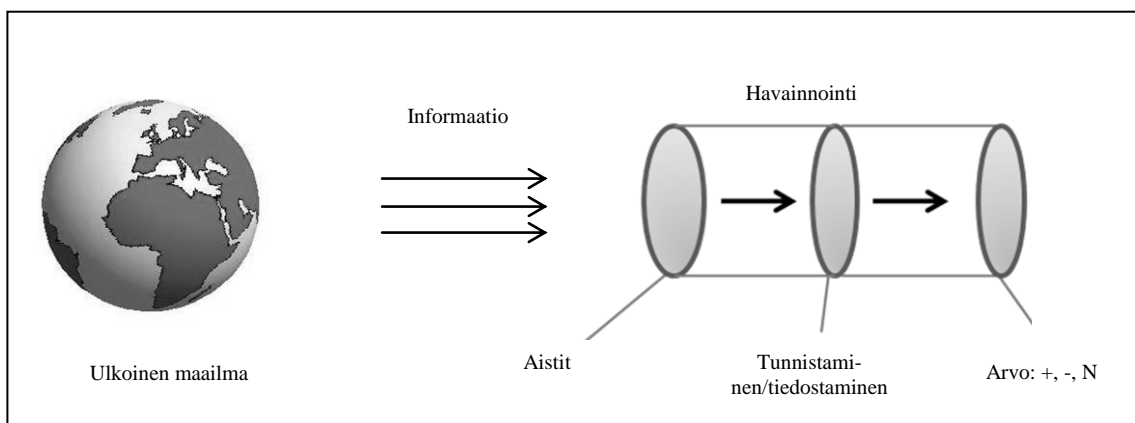 Havainnointi
Informaatio
Ulkoinen maailma
Aistit
Tunnistami-
nen/tiedostaminen
Arvo: +, -, N